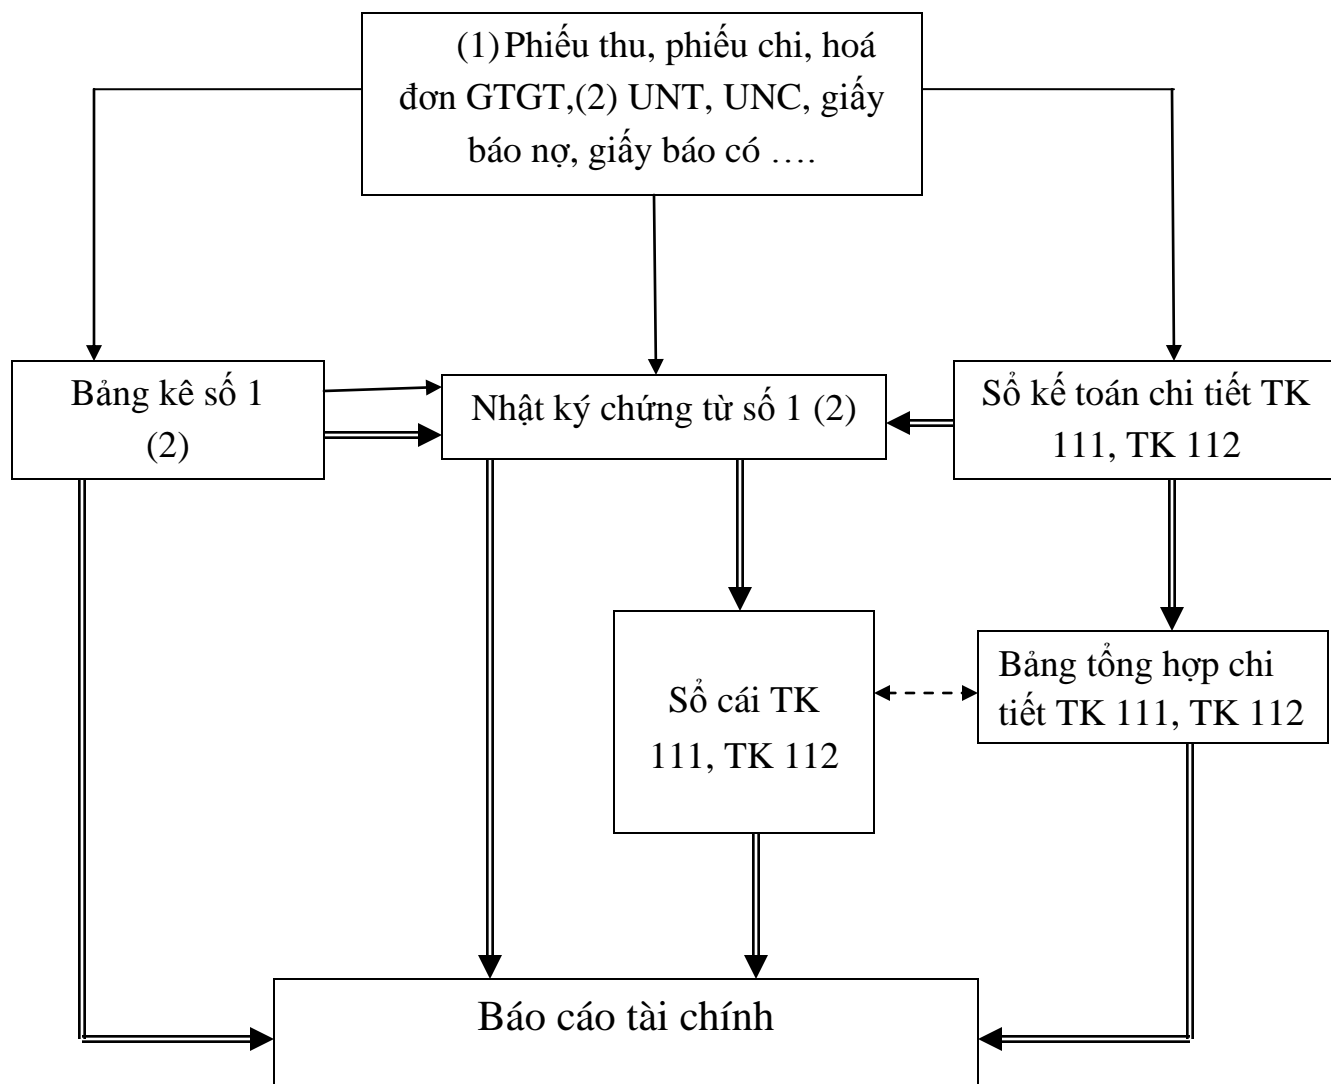 (1)Phiếu thu, phiếu chi, hoá
đơn GTGT,(2) UNT, UNC, giấy
báo nợ, giấy báo có ….
Bảng kê số 1
(2)
Nhật ký chứng từ số 1 (2)
Sổ kế toán chi tiết TK
111, TK 112
Sổ cái TK
111, TK 112
Bảng tổng hợp chi
tiết TK 111, TK 112
Báo cáo tài chính